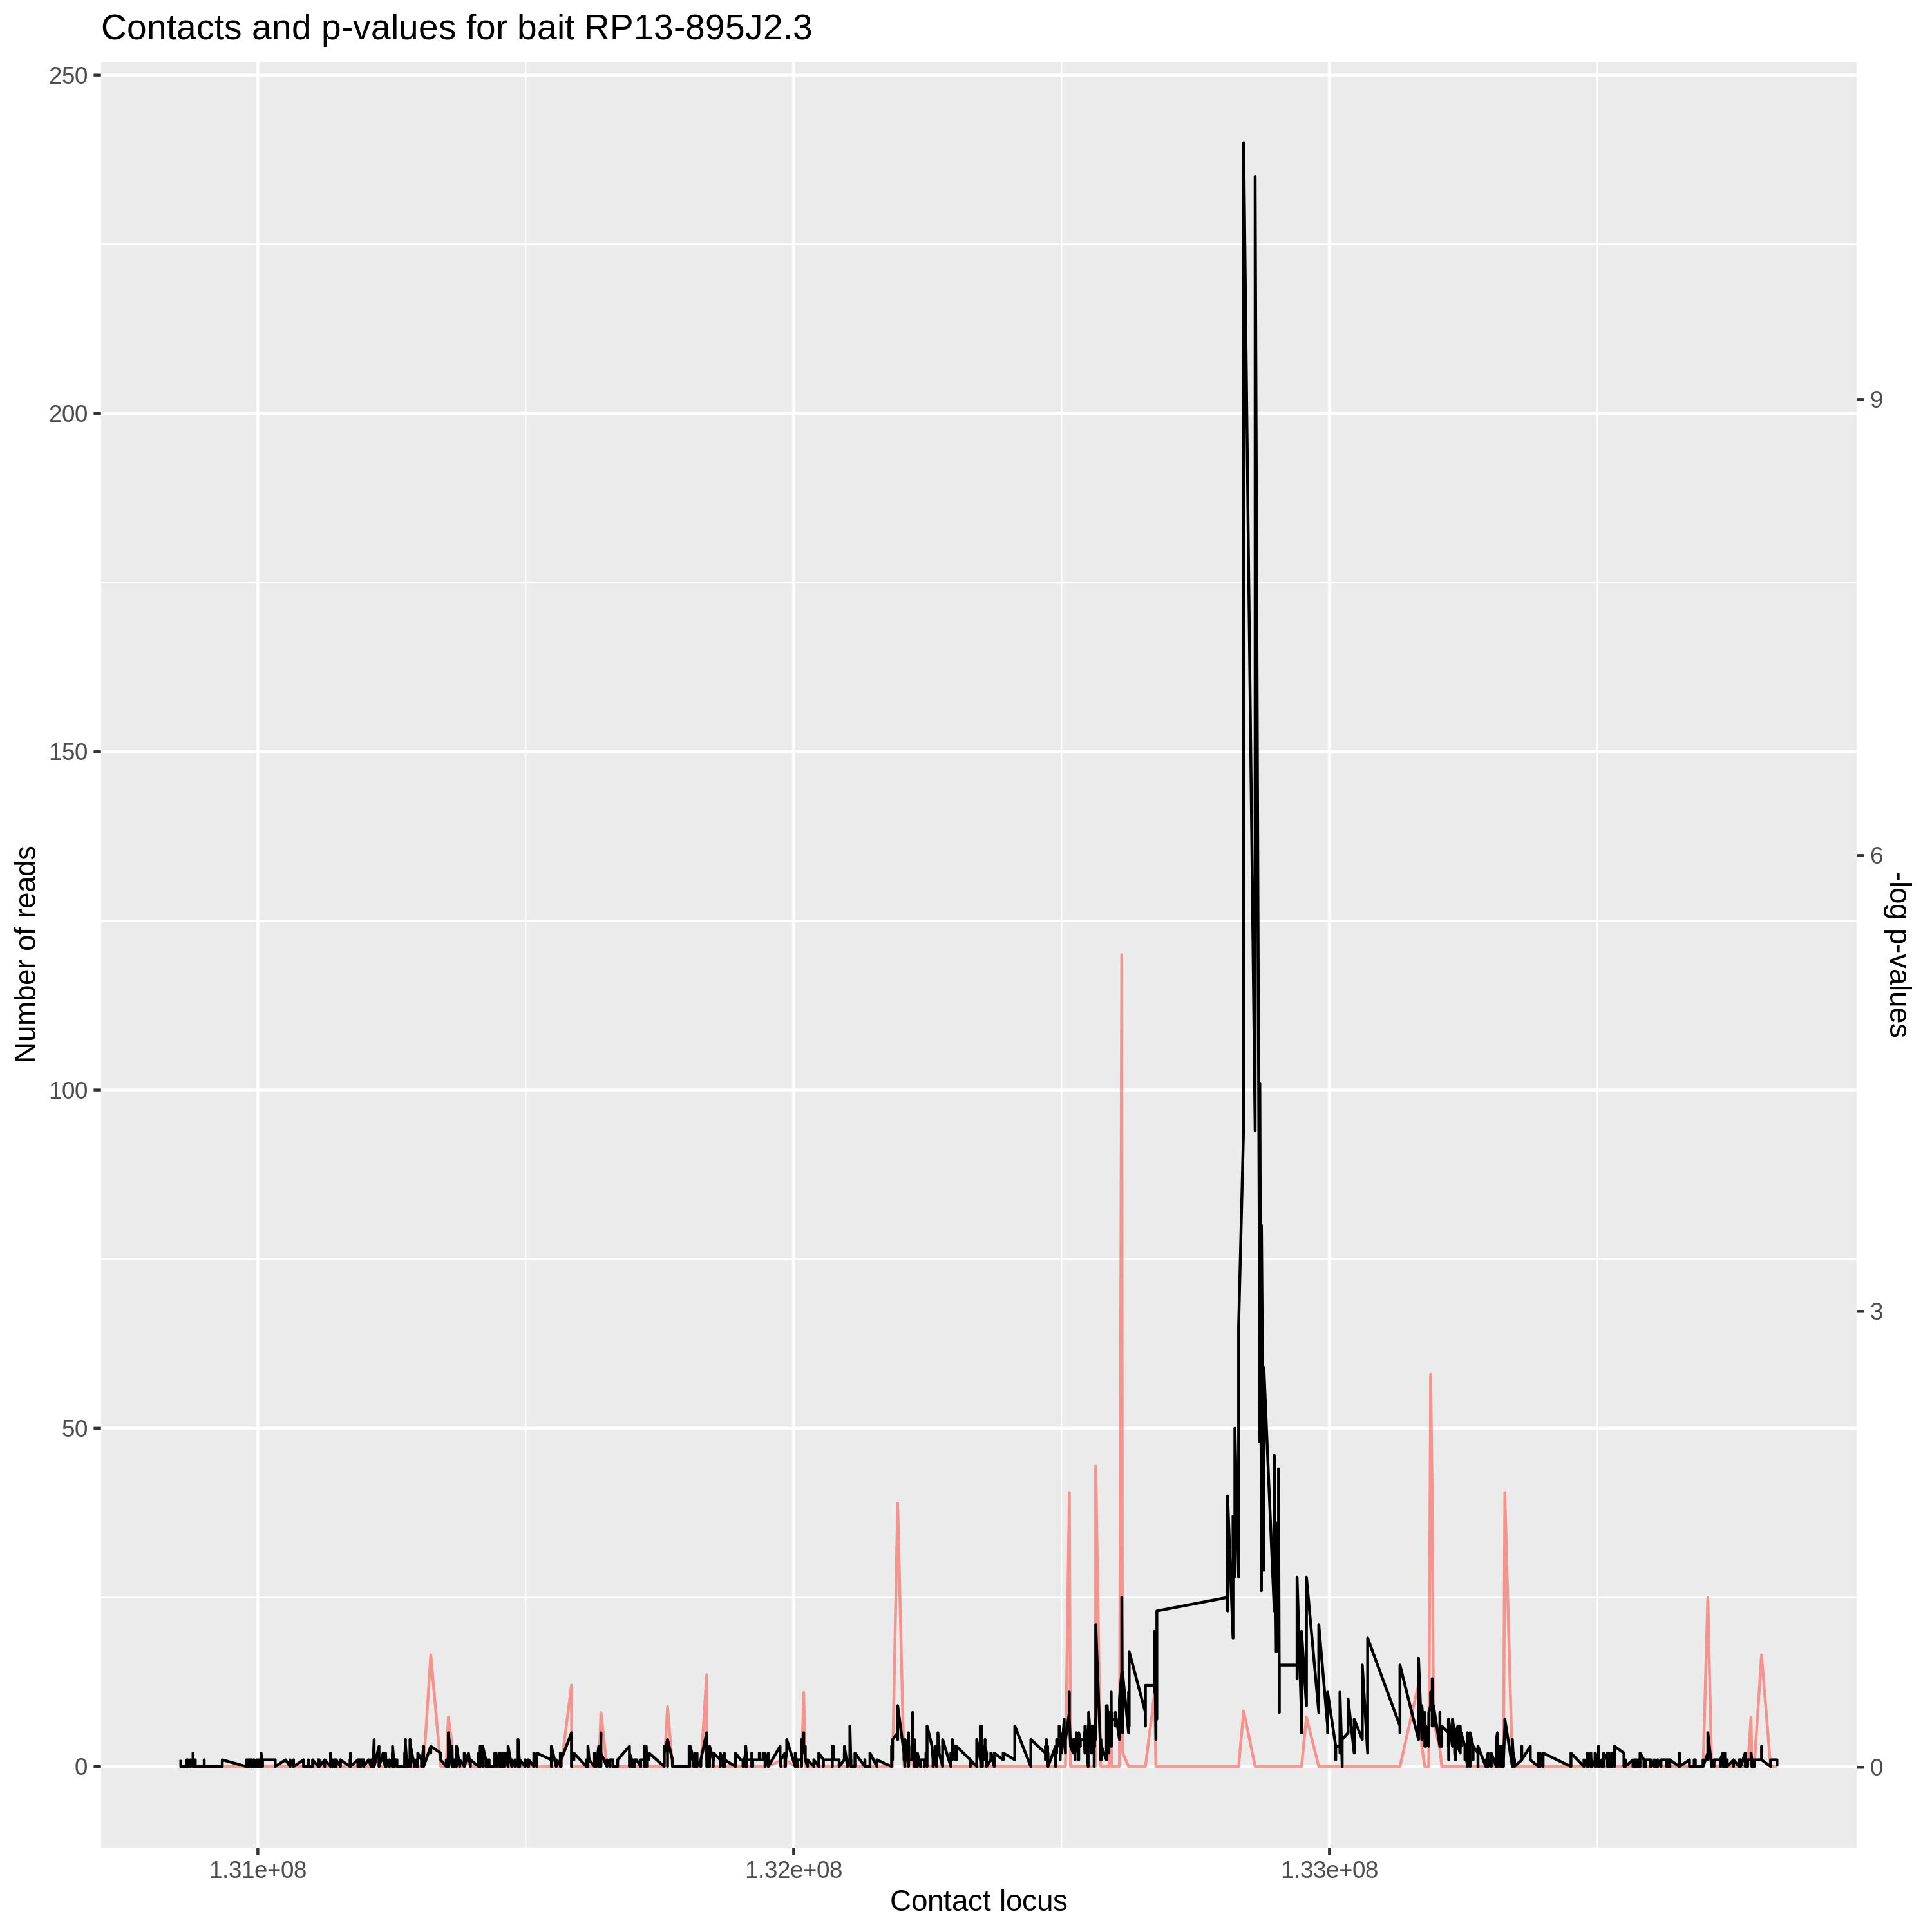 Contacts and p-values for bait RP13-895J2.3
250
200
150
100
50
0
Number of reads
9
6
3
0
-log p-values
1.31e+08
1.32e+08
1.33e+08
Contact locus